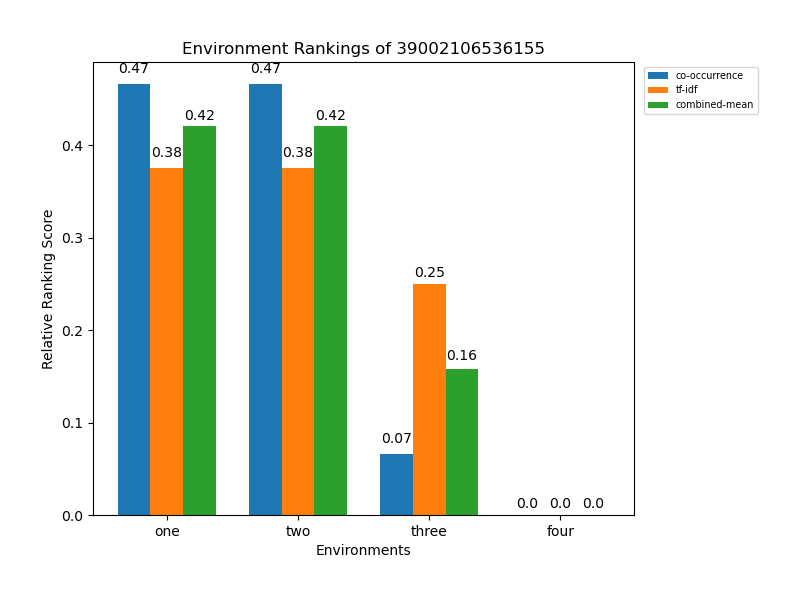 Environment Rankings of 39002106536155
co-occurrence
tf-idf
combined-mean
0.47
0.38
0.42
0.47
0.38
0.42
0.07
0.25
0.16
0.0 0.0 0.0
Relative Ranking Score
0.4
0.3
0.2
0.1
0.0
one two three four
Environments